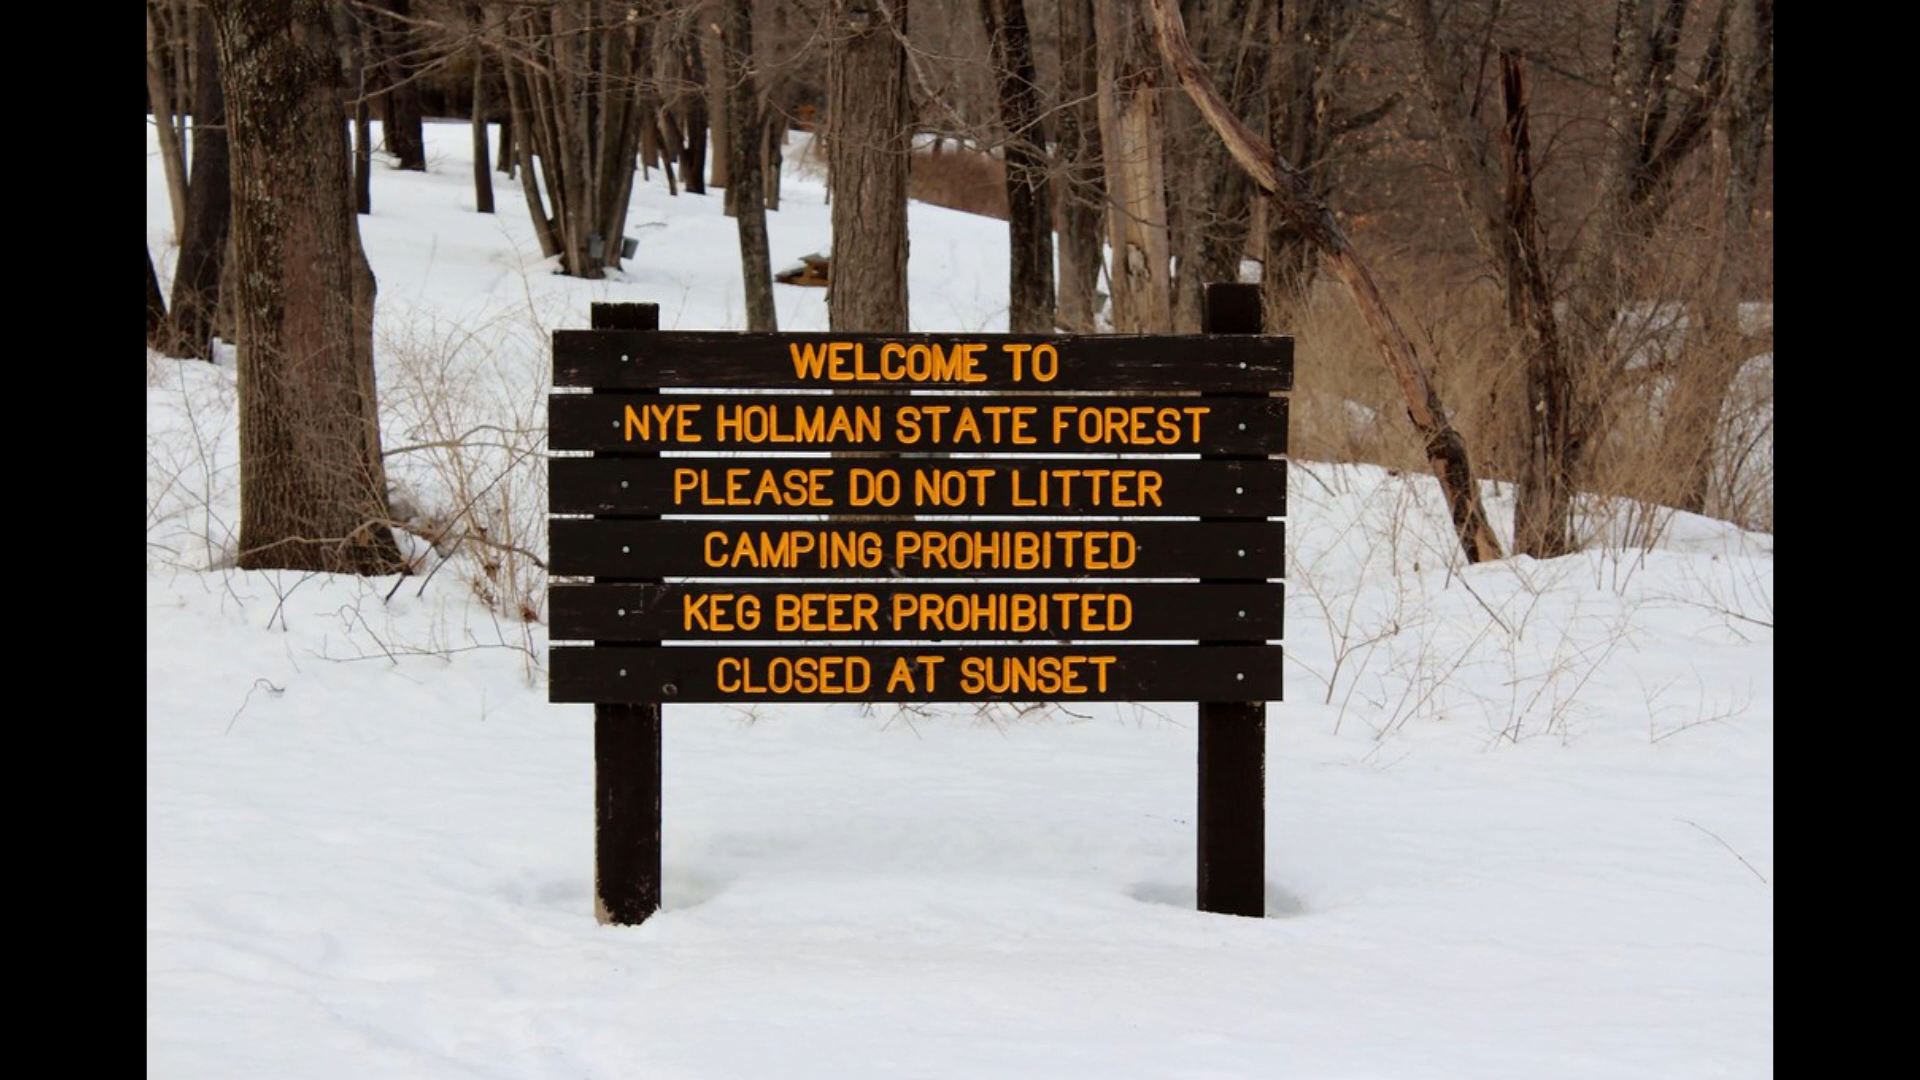 WELCOME TO
NYE HOLMAN STATE FOREST
PLEASE DO NOT LITTER
CAMPING PROHIBITED
KEG BEER PROHIBITED
CLOSED AT SUNSET